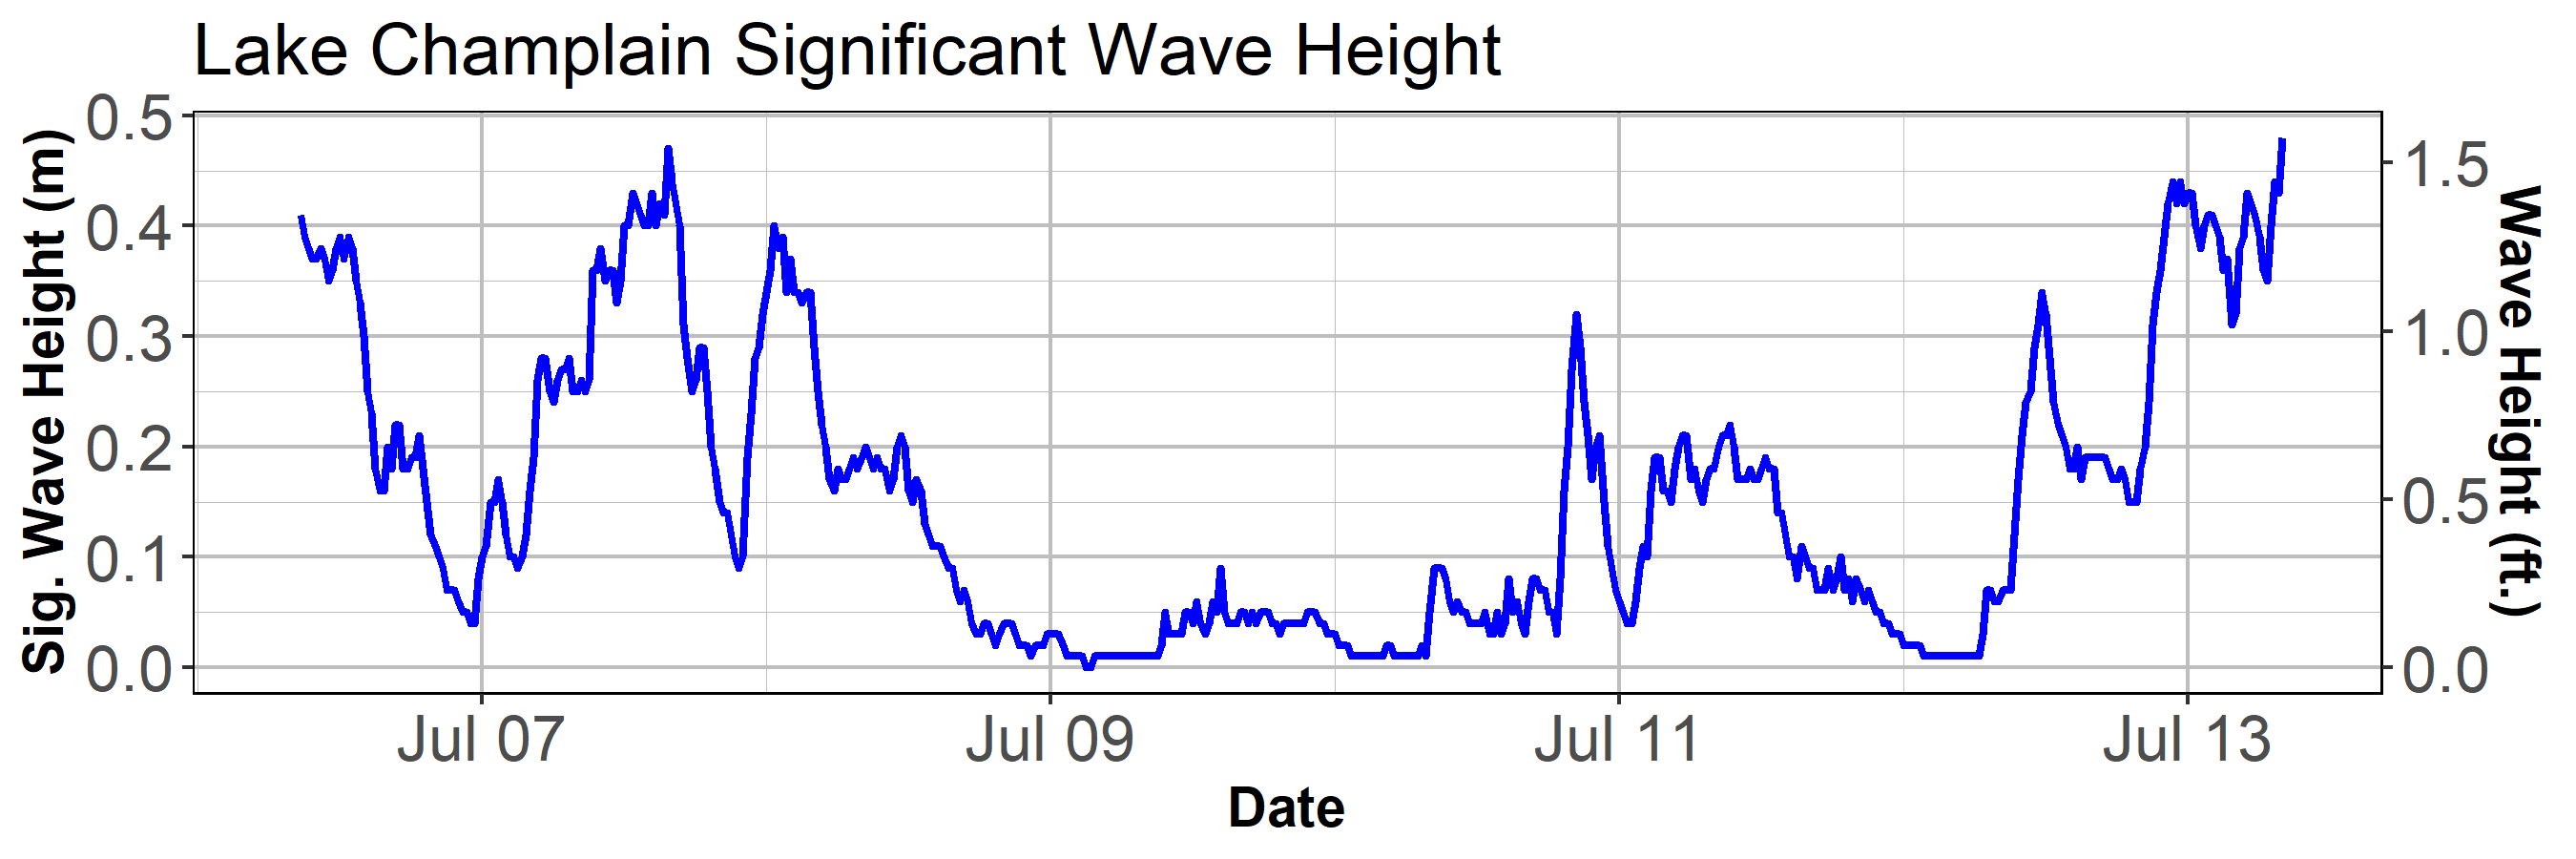 Lake Champlain Significant Wave Height
Sig. Wave Height (m)
0.5
0.4
0.3
0.2
0.1
0.0
1.5
1.0
0.5
0.0
Wave Height (ft.)
Jul 07
Jul 09
Jul 11
Jul 13
Date